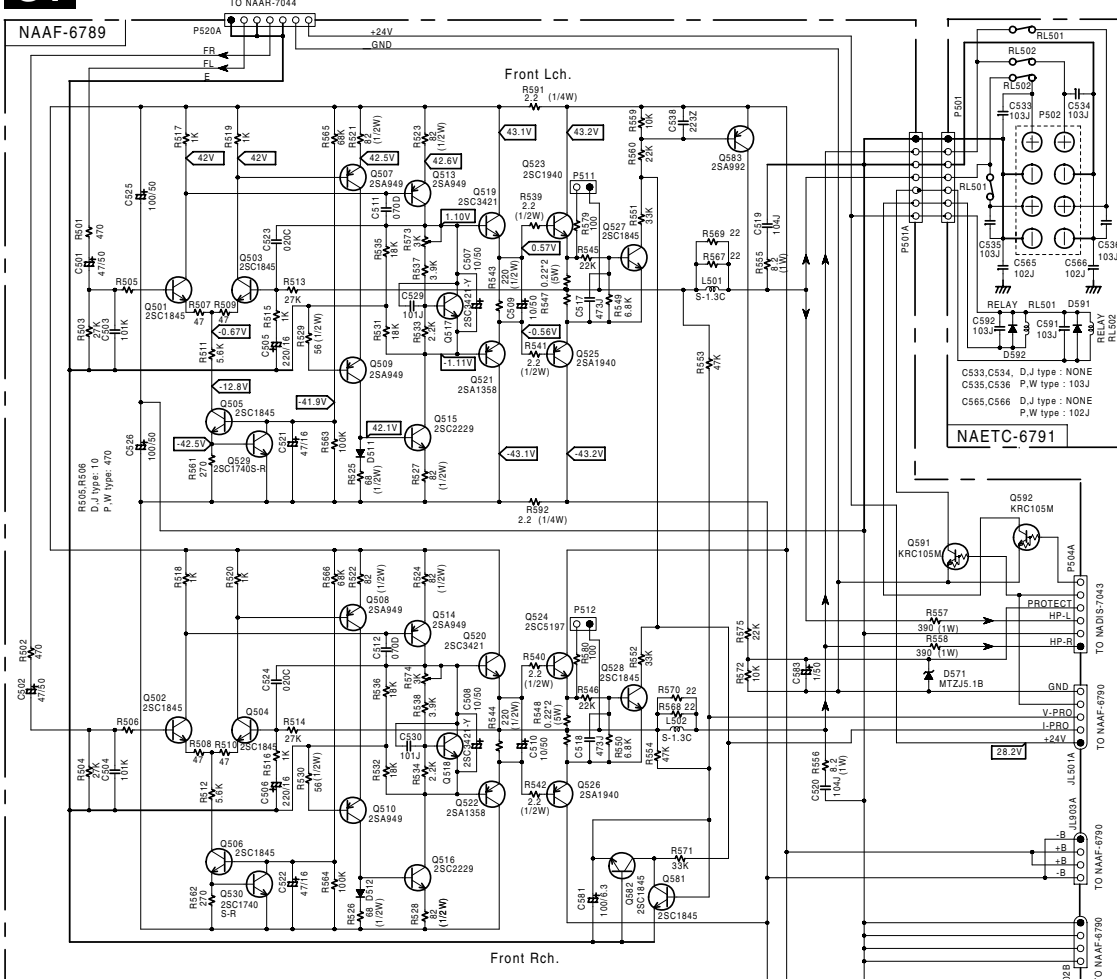 TO NAAH-7044
NAAF-6789
P520A
+24V
GND
FR
FL
E
Front Lch.
R591
2.2 (1/4W)
R517
1K
R519
1K
R565
68K
R521
82
(1/2W)
R523
82
(1/2W)
43.1V
43.2V
R559
10K
C538
223Z
R560
22K
Q583
2SA992
42V
42V
42.5V
42.6V
Q507
2SA949
Q513
2SA949
Q519
2SC3421
Q523
2SC1940
P511
C525
100/50
C511
070D
1.10V
R539
2.2
(1/2W)
R579
100
R551
33K
C519
104J
R501
470
C501
47/50
C523
020C
R535
18K
R573
3K
R537
3.9K
C507
10/50
0.57V
R545
22K
Q527
2SC1845
R569 22
R567 22
R555
8.2
(1W)
Q503
2SC1845
R505
R513
27K
C529
101J
Q517
2SC3421-Y
R543
220
(1/2W)
C509
10/50
R547
0.22*2
(5W)
C517
473J
R549
6.8K
L501
S-1.3C
Q501
2SC1845
R507
47
R509
47
R515
1K
C505
220/16
R529
56 (1/2W)
R531
18K
R533
2.2K
R503
27K
C503
101K
-0.67V
R511
5.6K
-0.56V
R541
2.2
(1/2W)
Q525
2SA1940
R553
47K
-1.11V
Q509
2SA949
Q521
2SA1358
-12.8V
-41.9V
Q505
2SC1845
42.1V
Q515
2SC2229
-42.5V
Q529
2SC1740S-R
C521
47/16
R563
100K
D511
R525
68
(1/2W)
R527
82
(1/2W)
-43.1V
-43.2V
C526
100/50
R561
270
R505,R506
D,J type: 10
P,W type: 470
R592
2.2 (1/4W)
RL501
RL502
RL502
P501
C533
103J
P502
C534
103J
RL501
P501A
C535
103J
C565
102J
C566
102J
C536
103J
RELAY
RL501
D591
C592
103J
C591
103J
D592
RELAY
RL502
C533,C534, D,J type : NONE
C535,C536 P,W type : 103J
C565,C566 D,J type : NONE
P,W type : 102J
NAETC-6791
Q592
KRC105M
Q591
KRC105M
P504A
PROTECT
HP-L
HP-R
TO NADIS-7043
R557
390 (1W)
R558
390 (1W)
D571
MTZJ5.1B
GND
V-PRO
I-PRO
+24V
28.2V
JL501A
TO NAAF-6790
R518
1K
R520
1K
R566
68K
R522
82
(1/2W)
R524
82
(1/2W)
Q508
2SA949
Q514
2SA949
Q520
2SC3421
Q524
2SC5197
P512
C512
070D
R540
2.2
(1/2W)
R580
100
R552
33K
R575
22K
R572
10K
C583
1/50
R502
470
C502
47/50
C524
020C
R536
18K
R574
3K
R538
3.9K
C508
10/50
R546
22K
Q528
2SC1845
R570 22
R568 22
L502
S-1.3C
Q502
2SC1845
Q504
2SC1845
R506
R514
27K
C530
101J
Q518
2SC3421-Y
R544
220
(1/2W)
C510
10/50
R548
0.22*2
(5W)
C518
473J
R550
6.8K
R554
47K
R508
47
R510
47
R516
1K
C506
220/16
R530
56(1/2W)
R532
18K
R534
2.2K
R504
27K
C504
101K
R512
5.6K
R542
2.2
(1/2W)
Q526
2SA1940
R556
8.2
(1W)
C520
104J
Q510
2SA949
Q522
2SA1358
Q506
2SC1845
Q516
2SC2229
R562
270
Q530
2SC1740
S-R
C522
47/16
R564
100K
D512
R526
68
(1/2W)
R528
82
(1/2W)
C581
100/6.3
Q582
2SC1845
R571
33K
Q581
2SC1845
JL903A
-B
+B
+B
-B
TO NAAF-6790
TO NAAF-6790
Front Rch.